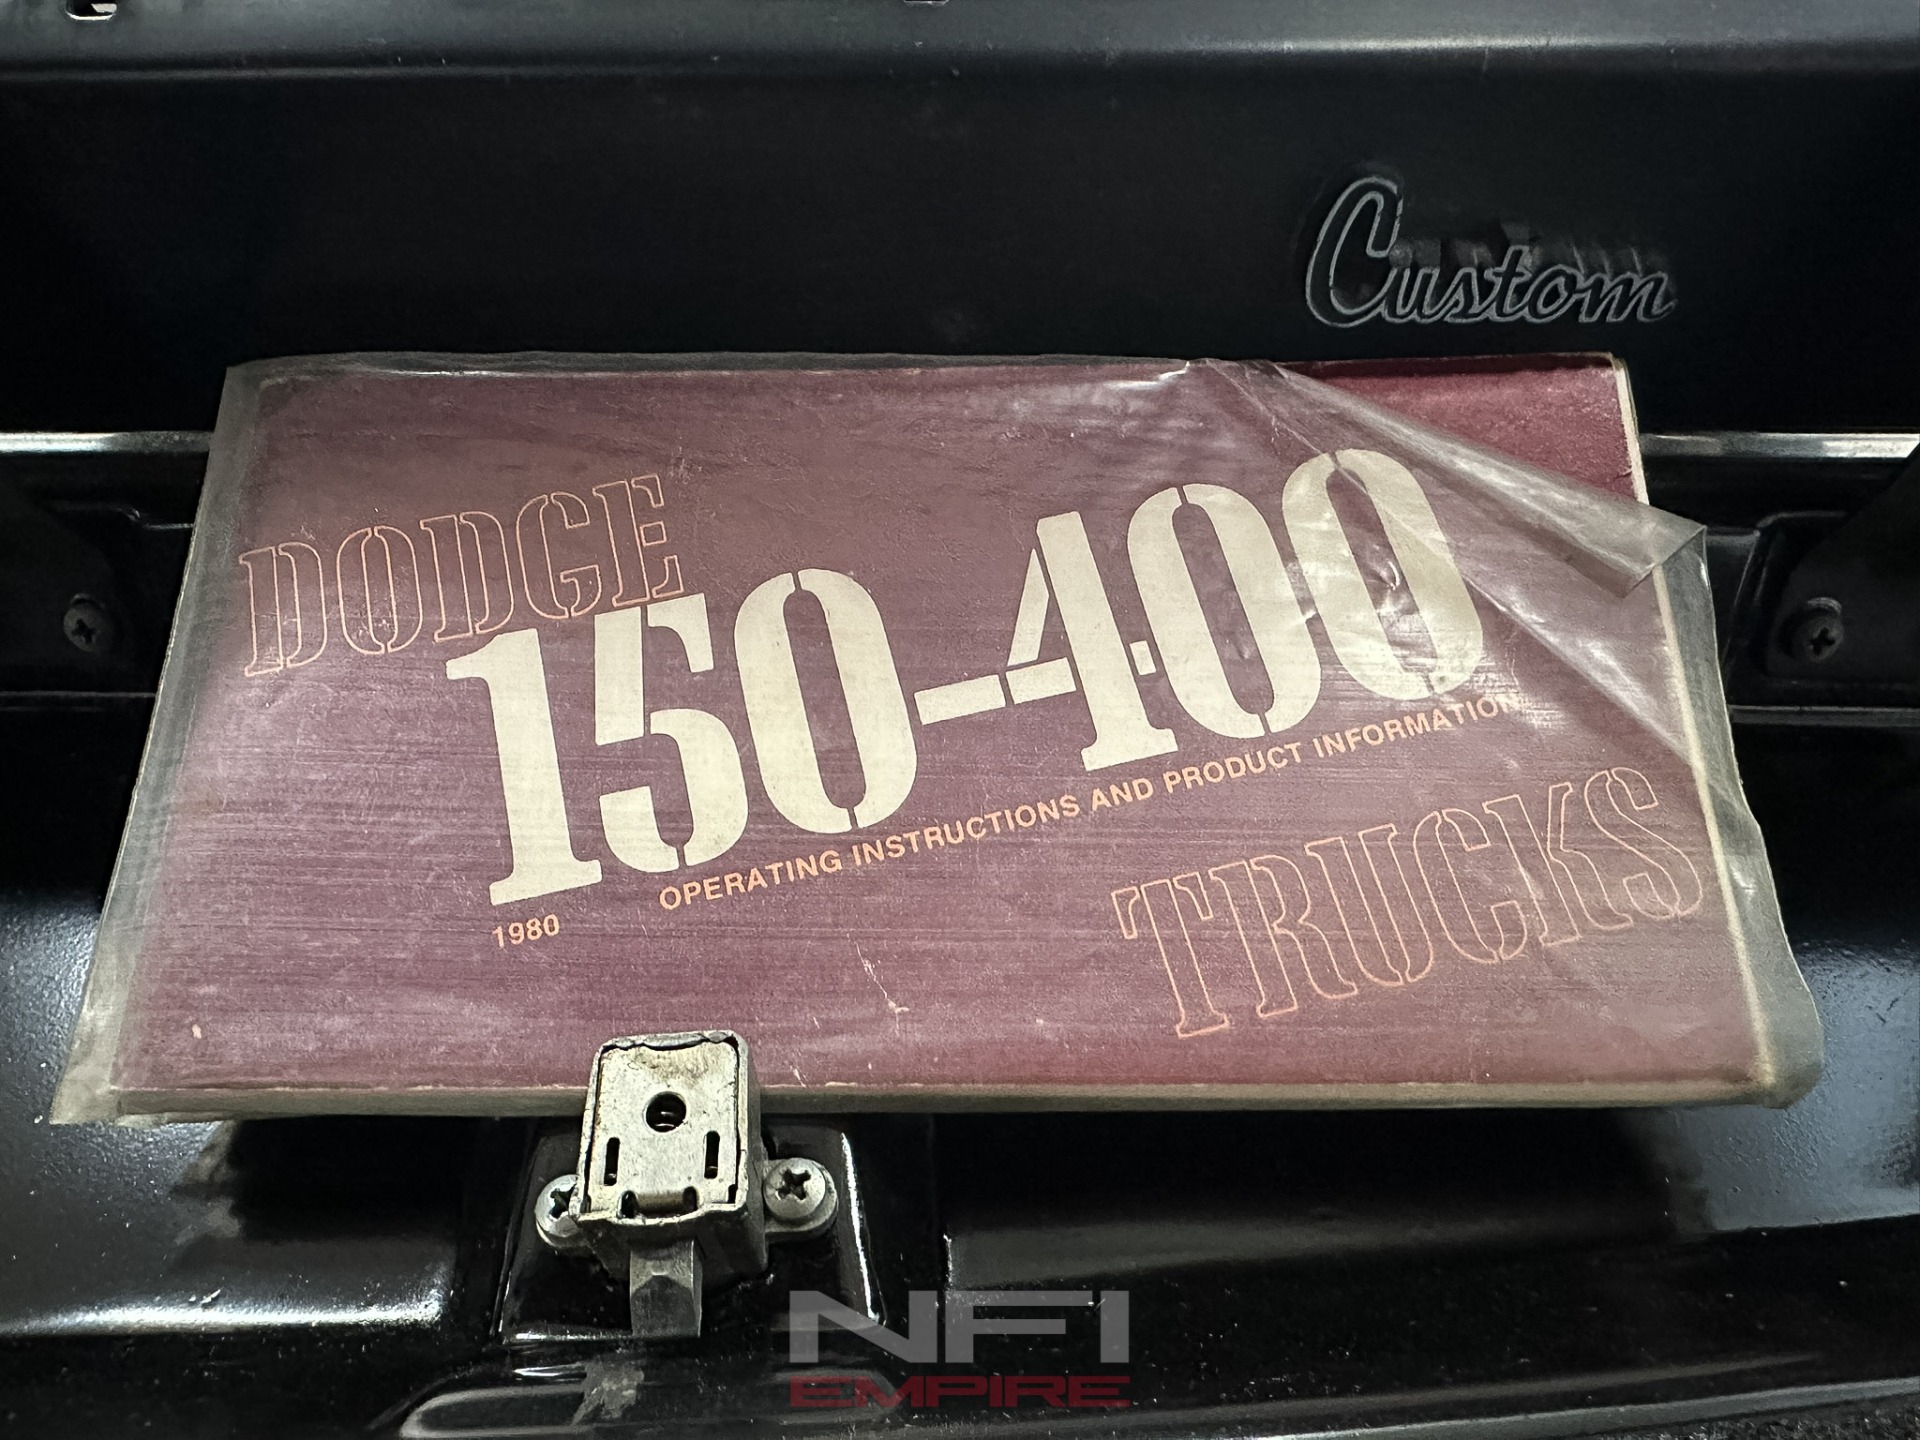 Custom
DODGE
150-400
1980 OPERATING INSTRUCTIONS AND PRODUCT INFORMATION
TRUCKS
NFI
EMPIRE